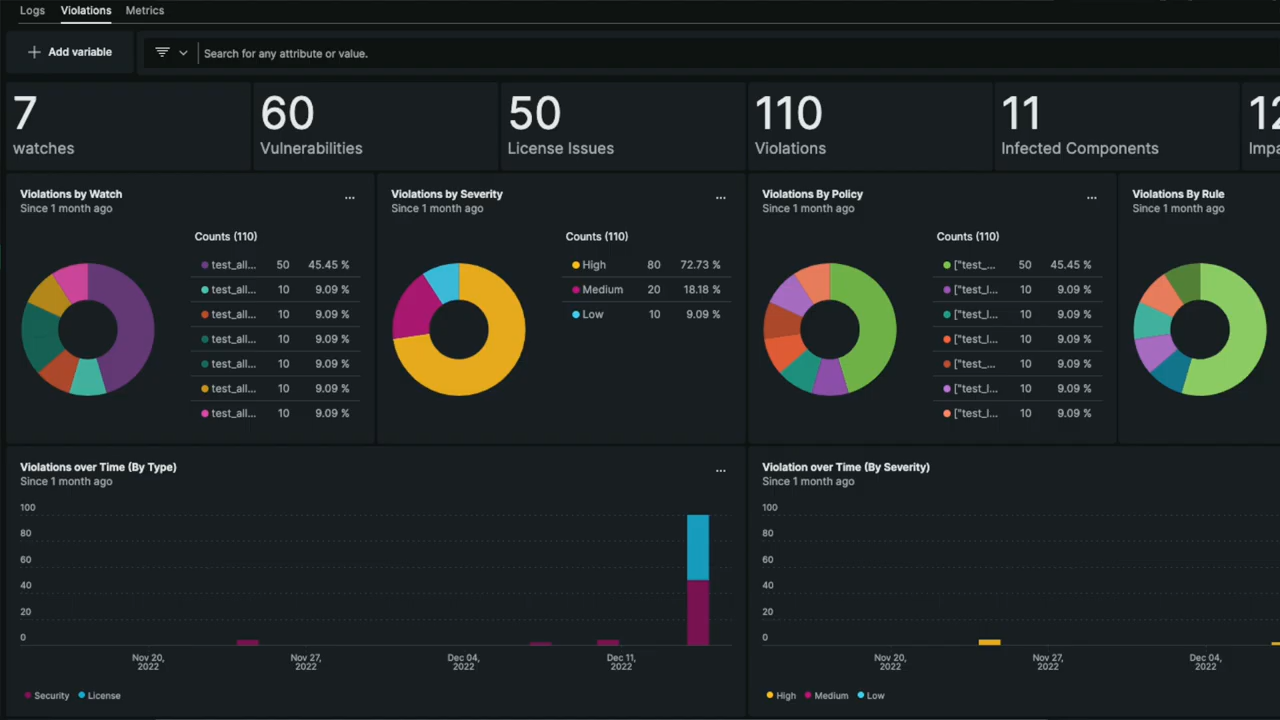 Logs Violations Metrics
Add variable
Search for any attribute or value.
7 60 50 110 11
watches Vulnerabilities License Issues Violations Infected Components
Violations by Watch
Since 1 month ago
...
Counts (110)
test_all... 50 45.45 %
test_all... 10 9.09 %
test_all... 10 9.09 %
test_all... 10 9.09 %
test_all... 10 9.09 %
test_all... 10 9.09 %
test_all... 10 9.09 %
Violations by Severity
Since 1 month ago
...
Counts (110)
High 80 72.73 %
Medium 20 18.18 %
Low 10 9.09 %
Violations By Policy
Since 1 month ago
...
Counts (110)
["test_... 50 45.45 %
["test_l... 10 9.09 %
["test_l... 10 9.09 %
["test_... 10 9.09 %
["test_... 10 9.09 %
["test_l... 10 9.09 %
["test_l... 10 9.09 %
Violations By Rule
Since 1 month ago
Violations over Time (By Type)
Since 1 month ago
...
100
80
60
40
20
0
Nov 20, 2022
Nov 27, 2022
Dec 04, 2022
Dec 11, 2022
Security License
Violation over Time (By Severity)
Since 1 month ago
100
80
60
40
20
0
Nov 20, 2022
Nov 27, 2022
Dec 04, 2022
High Medium Low